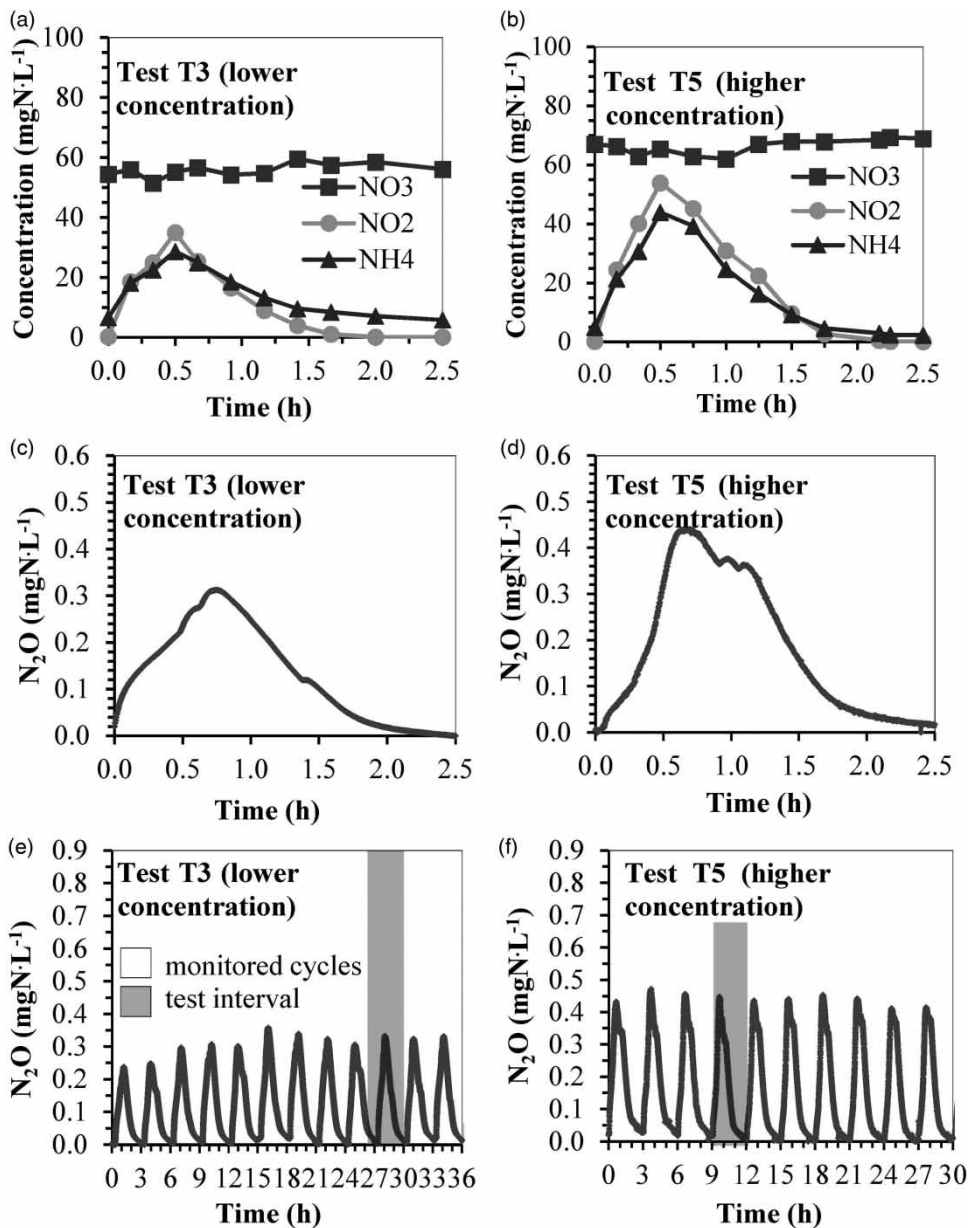 (a)
100
80
60
40
20
0
Concentration (mgN·L-1)
Test T3 (lower
concentration)
NO3
NO2
NH4
0.0 0.5 1.0 1.5 2.0 2.5
Time (h)
(b)
100
80
60
40
20
0
Concentration (mgN·L-1)
Test T5 (higher
concentration)
NO3
NO2
NH4
0.0 0.5 1.0 1.5 2.0 2.5
Time (h)
(c)
0.6
0.5
0.4
0.3
0.2
0.1
0.0
N2O (mgN·L-1)
Test T3 (lower
concentration)
0.0 0.5 1.0 1.5 2.0 2.5
Time (h)
(d)
0.6
0.5
0.4
0.3
0.2
0.1
0.0
N2O (mgN·L-1)
Test T5 (higher
concentration)
0.0 0.5 1.0 1.5 2.0 2.5
Time (h)
(e)
0.9
0.8
0.7
0.6
0.5
0.4
0.3
0.2
0.1
0.0
N2O (mgN·L-1)
Test T3 (lower
concentration)
monitored cycles
test interval
0 3 6 9 12 15 18 21 24 27 30 33 36
Time (h)
(f)
0.9
0.8
0.7
0.6
0.5
0.4
0.3
0.2
0.1
0.0
N2O (mgN·L-1)
Test T5 (higher
concentration)
0 3 6 9 12 15 18 21 24 27 30
Time (h)